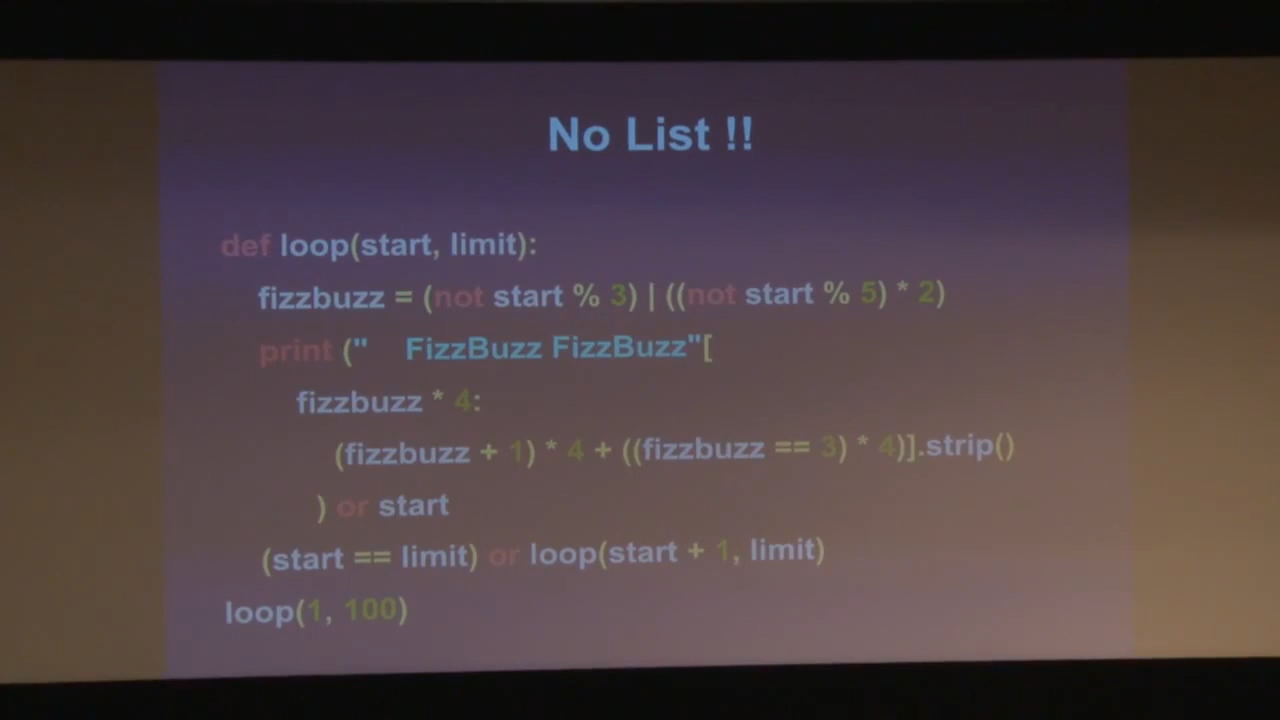 No List !!
def loop(start, limit):
fizzbuzz = (not start % 3) | ((not start % 5) * 2)
print ("    FizzBuzz FizzBuzz"[
fizzbuzz * 4:
(fizzbuzz + 1) * 4 + ((fizzbuzz == 3) * 4)].strip()
) or start
(start == limit) or loop(start + 1, limit)
loop(1, 100)